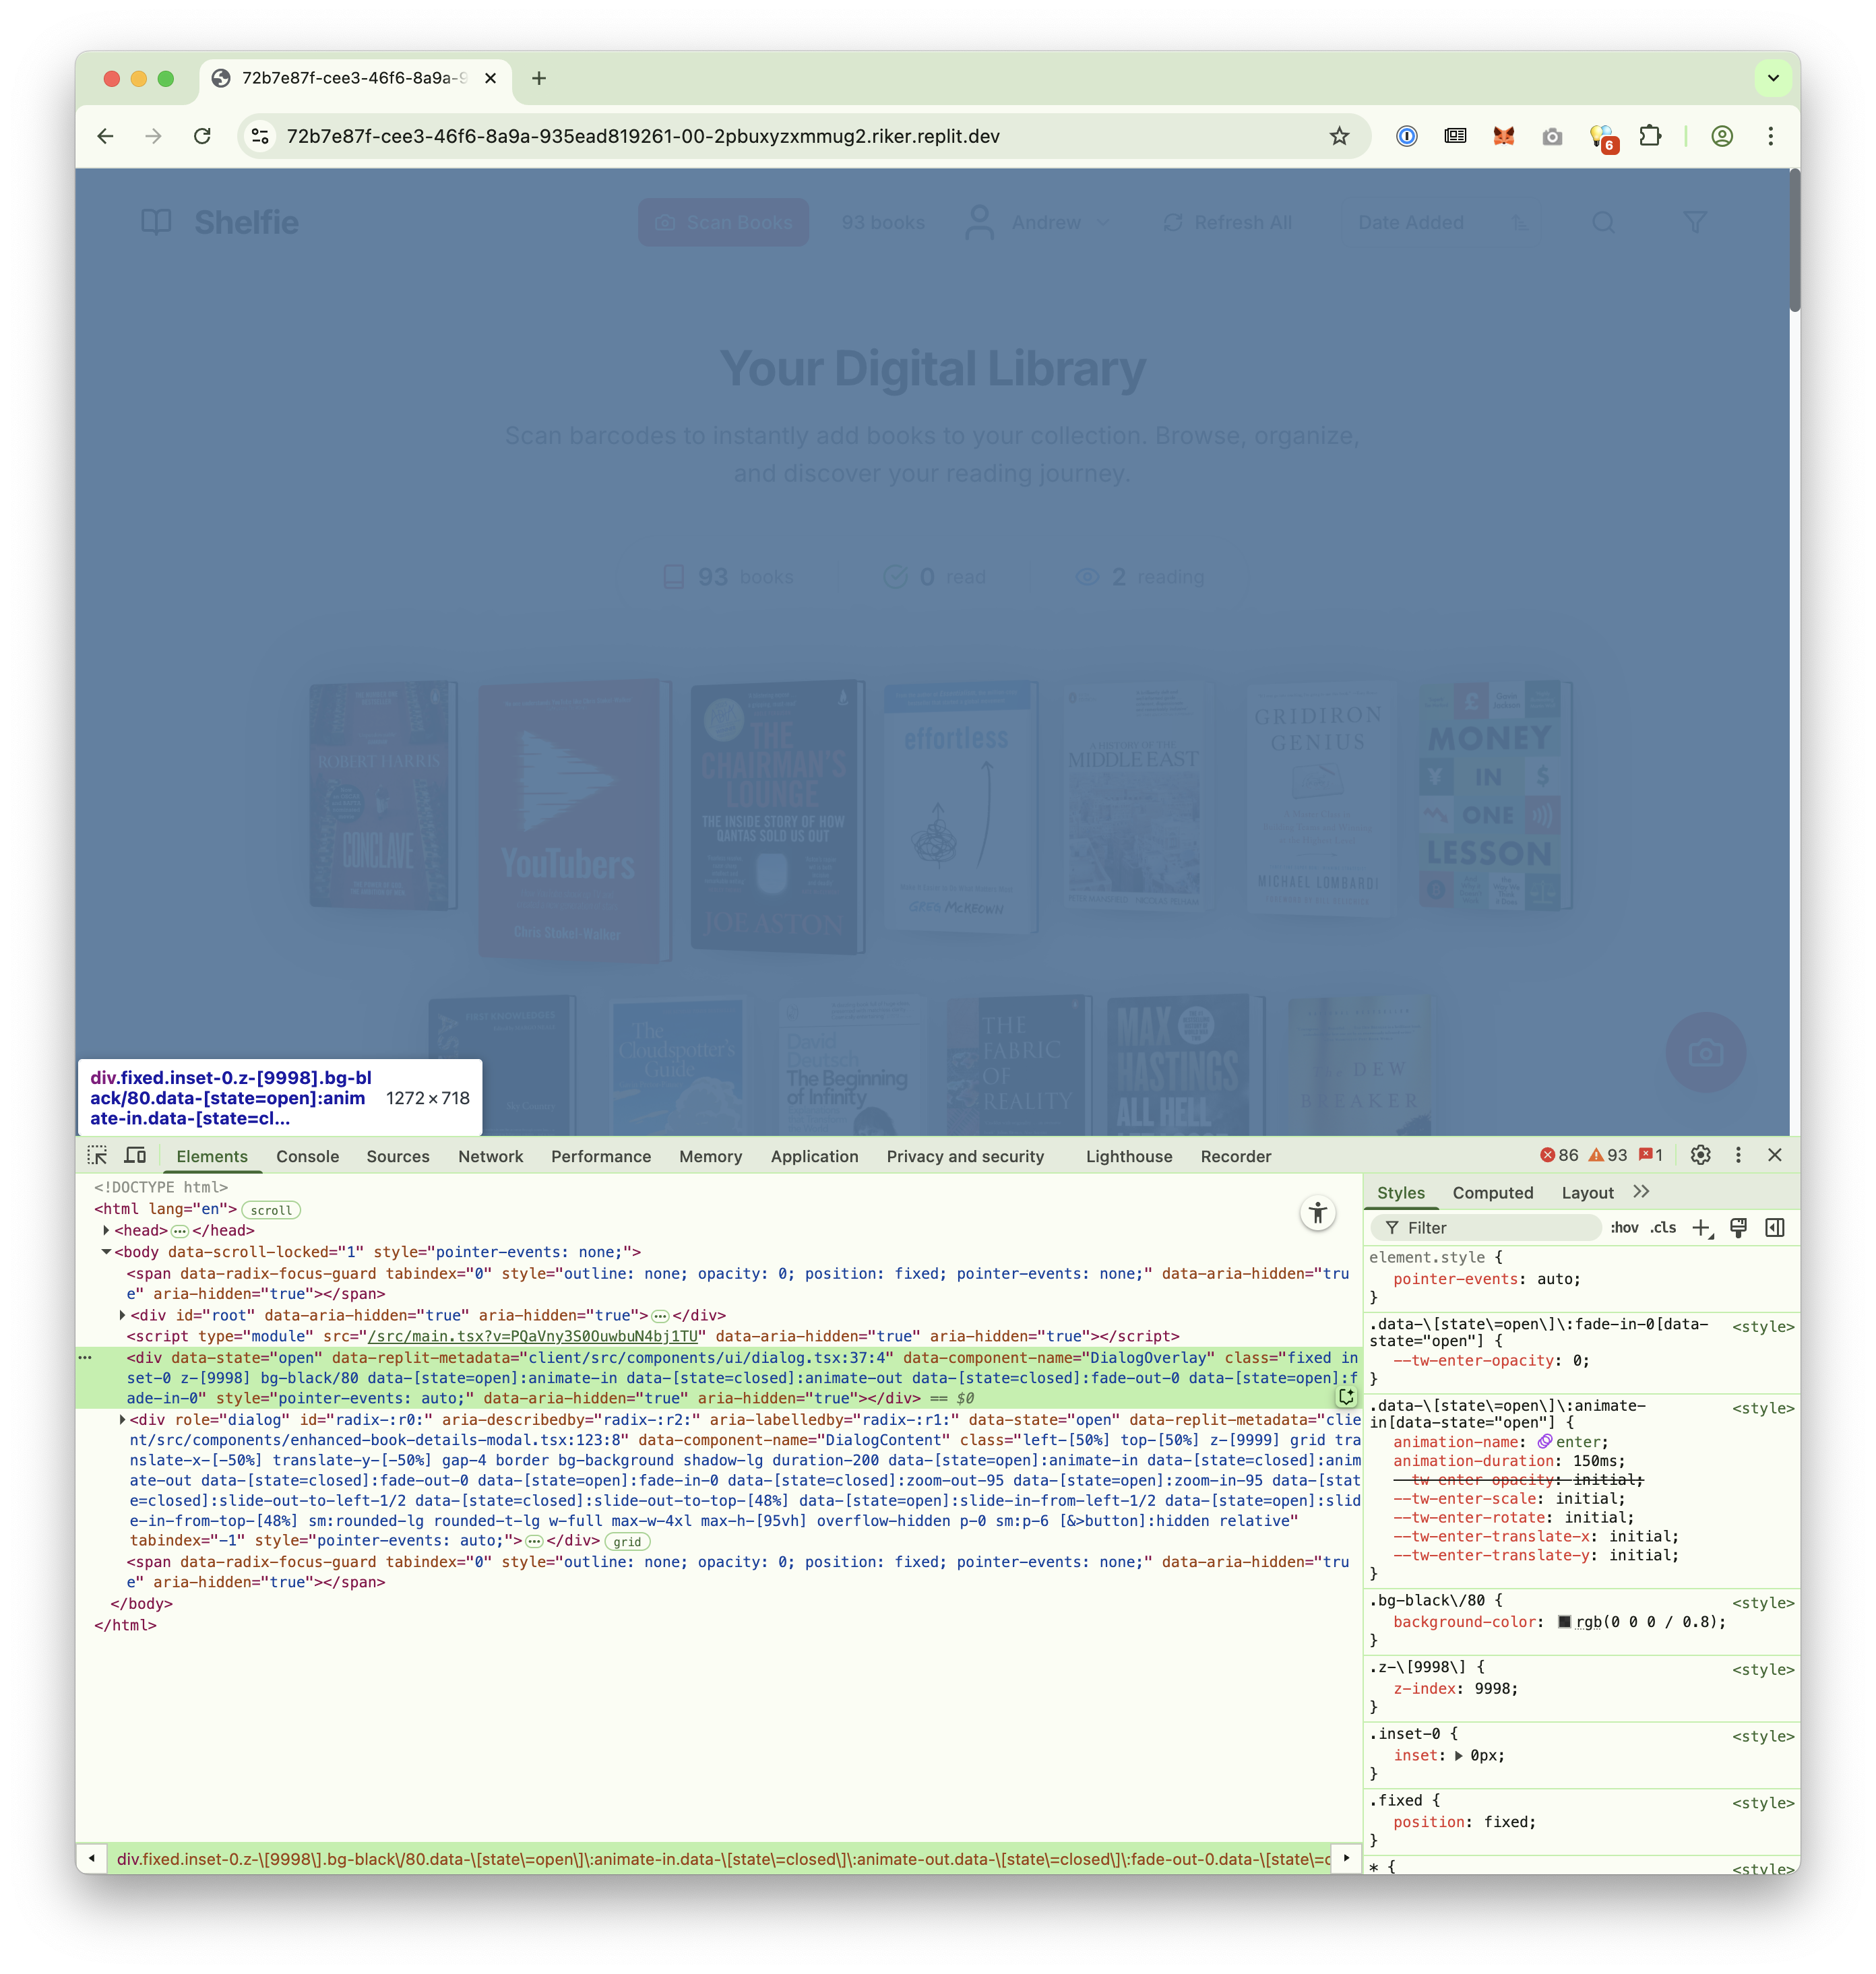 72b7e87f-cee3-46f6-8a9a-9
72b7e87f-cee3-46f6-8a9a-935ead819261-00-2pbuxyzxmmug2.riker.replit.dev
6
Shelfie
Scan Books
93 books
Andrew
Refresh All
Date Added
Your Digital Library
Scan barcodes to instantly add books to your collection. Browse, organize,
and discover your reading journey.
93 books
0 read
2 reading
ROBERT HARRIS
CONCLAVE
YouTubers
Chris Stokel-Walker
THE
CHAIRMAN'S
LOUNGE
THE INSIDE STORY OF HOW
QANTAS SOLD US OUT
JOE ASTON
effortless
GREG McKEOWN
A HISTORY OF THE
MIDDLE EAST
GRIDIRON
GENIUS
MICHAEL LOMBARDI
MONEY
IN
ONE
LESSON
AS
FIRST KNOWLEDGES
The
Cloudspotter's
Guide
David
Deutsch
The Beginning
of Infinity
THE
FABRIC
OF
REALITY
MAX
HASTINGS
ALL HELL
DEW
BREAKER
div.fixed.inset-0.z-[9998].bg-bl
ack/80.data-[state=open]:anim
ate-in.data-[state=cl...
1272×718
Elements Console Sources Network Performance Memory Application Privacy and security Lighthouse Recorder
86 93 1
<!DOCTYPE html>
<html lang="en"> scroll
<head> </head>
<body data-scroll-locked="1" style="pointer-events: none;">
<span data-radix-focus-guard tabindex="0" style="outline: none; opacity: 0; position: fixed; pointer-events: none;" data-aria-hidden="tru
e" aria-hidden="true"></span>
<div id="root" data-aria-hidden="true" aria-hidden="true"> </div>
<script type="module" src="/src/main.tsx?v=PQaVny3S0OuwbuN4bj1TU" data-aria-hidden="true" aria-hidden="true"></script>
<div data-state="open" data-replit-metadata="client/src/components/ui/dialog.tsx:37:4" data-component-name="DialogOverlay" class="fixed in
set-0 z-[9998] bg-black/80 data-[state=open]:animate-in data-[state=closed]:animate-out data-[state=closed]:fade-out-0 data-[state=open]:f
ade-in-0" style="pointer-events: auto;" data-aria-hidden="true" aria-hidden="true"></div> == $0
<div role="dialog" id="radix-:r0:" aria-describedby="radix-:r2:" aria-labelledby="radix-:r1:" data-state="open" data-replit-metadata="clie
nt/src/components/enhanced-book-details-modal.tsx:123:8" data-component-name="DialogContent" class="left-[50%] top-[50%] z-[9999] grid tra
nslate-x-[-50%] translate-y-[-50%] gap-4 border bg-background shadow-lg duration-200 data-[state=open]:animate-in data-[state=closed]:anim
ate-out data-[state=closed]:fade-out-0 data-[state=open]:fade-in-0 data-[state=closed]:zoom-out-95 data-[state=open]:zoom-in-95 data-[stat
e=closed]:slide-out-to-left-1/2 data-[state=closed]:slide-out-to-top-[48%] data-[state=open]:slide-in-from-left-1/2 data-[state=open]:slid
e-in-from-top-[48%] sm:rounded-lg rounded-t-lg w-full max-w-4xl max-h-[95vh] overflow-hidden p-0 sm:p-6 [&>button]:hidden relative"
tabindex="-1" style="pointer-events: auto;"> </div> grid
<span data-radix-focus-guard tabindex="0" style="outline: none; opacity: 0; position: fixed; pointer-events: none;" data-aria-hidden="tru
e" aria-hidden="true"></span>
</body>
</html>
div.fixed.inset-0.z-\[9998\].bg-black\/80.data-\[state\=open\]\:animate-in.data-\[state\=closed\]\:animate-out.data-\[state\=closed\]\:fade-out-0.data-\[state\=o
Styles Computed Layout
Filter :hov .cls
element.style {
pointer-events: auto;
}
.data-\[state\=open\]\:fade-in-0[data- <style>
state="open"] {
--tw-enter-opacity: 0;
}
.data-\[state\=open\]\:animate- <style>
in[data-state="open"] {
animation-name: enter;
animation-duration: 150ms;
--tw-enter-opacity: initial;
--tw-enter-scale: initial;
--tw-enter-rotate: initial;
--tw-enter-translate-x: initial;
--tw-enter-translate-y: initial;
}
.bg-black\/80 { <style>
background-color: rgb(0 0 0 / 0.8);
}
.z-\[9998\] { <style>
z-index: 9998;
}
.inset-0 { <style>
inset: 0px;
}
.fixed { <style>
position: fixed;
}
* { <style>